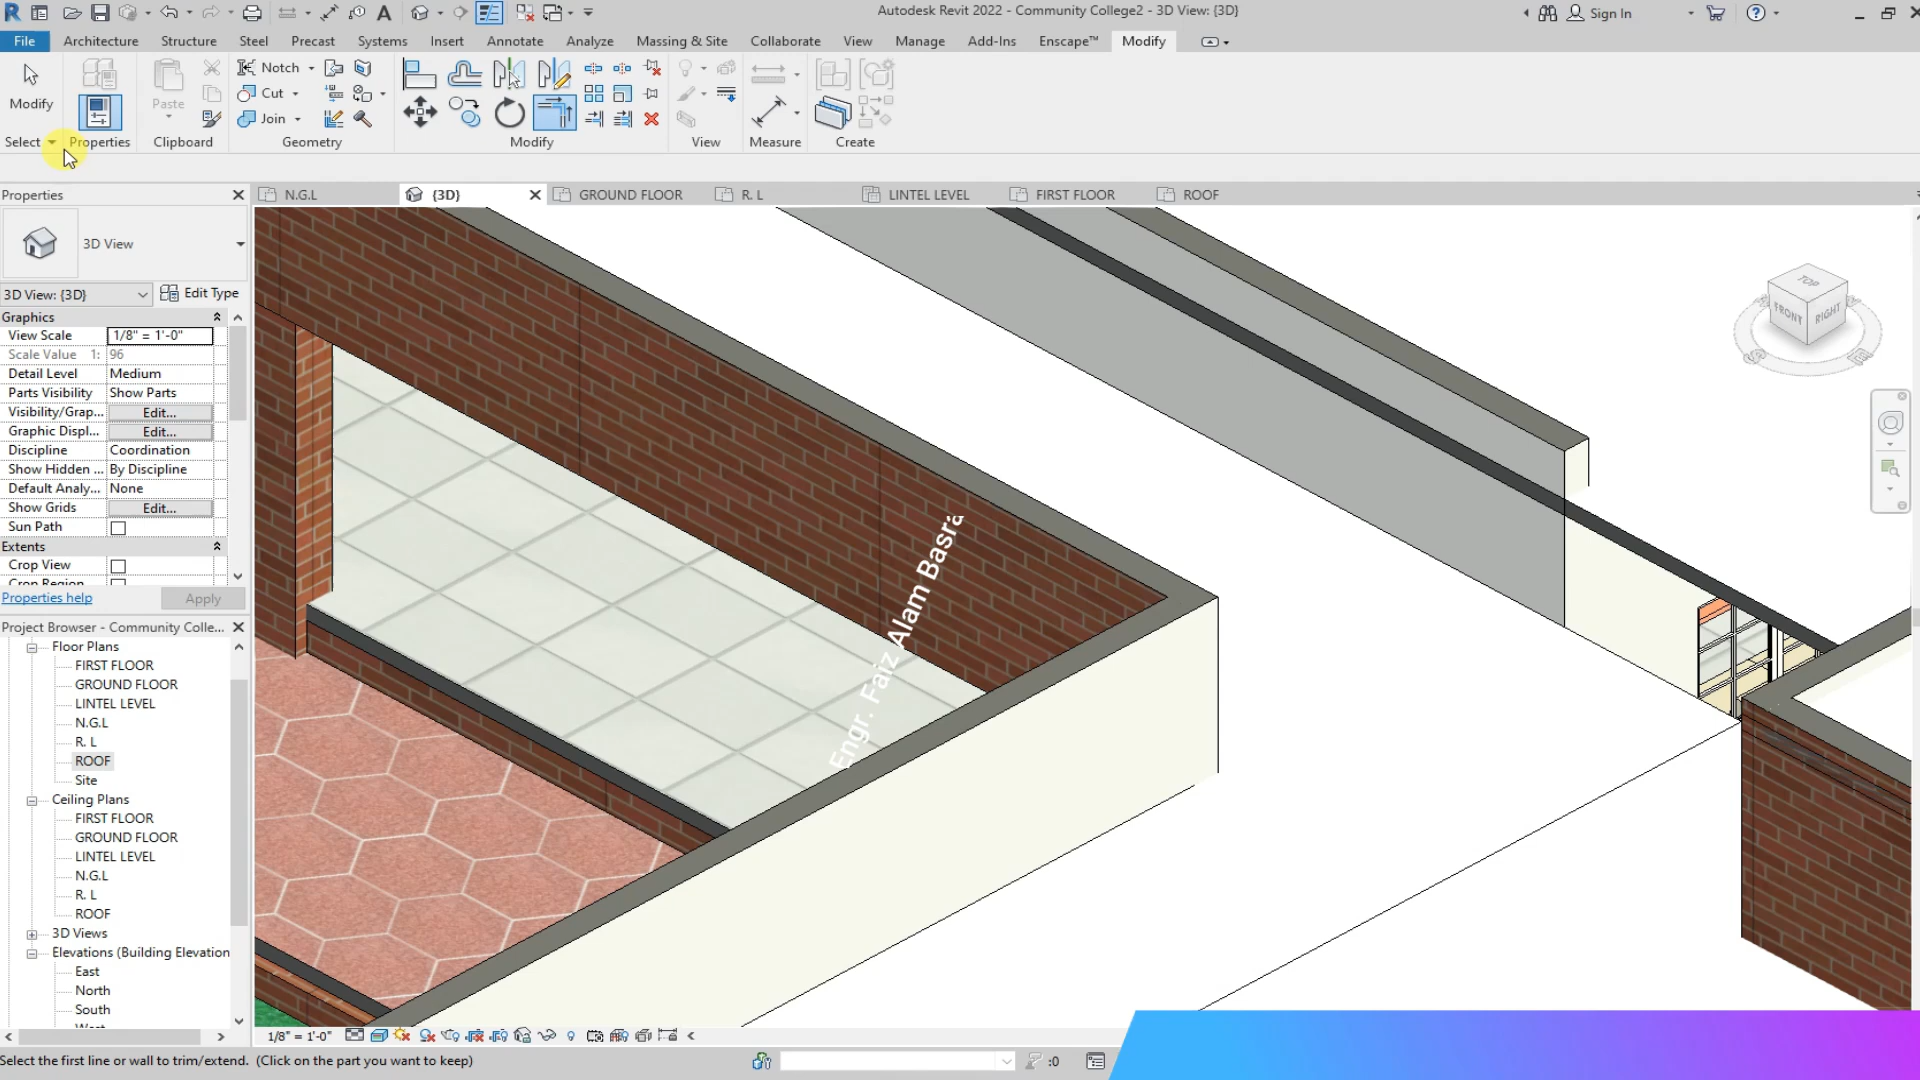 Autodesk Revit 2022 - Community College2 - 3D View: {3D}
Sign In
File Architecture Structure Steel Precast Systems Insert Annotate Analyze Massing & Site Collaborate View Manage Add-Ins Enscape™ Modify
Modify
Paste
Notch
Cut
Join
Select Properties Clipboard Geometry Modify View Measure Create
Properties
N.G.L {3D} GROUND FLOOR R. L LINTEL LEVEL FIRST FLOOR ROOF
3D View
3D View: {3D} Edit Type
Graphics
View Scale 1/8" = 1'-0"
Scale Value 1: 96
Detail Level Medium
Parts Visibility Show Parts
Visibility/Grap... Edit...
Graphic Displ... Edit...
Discipline Coordination
Show Hidden ... By Discipline
Default Analy... None
Show Grids Edit...
Sun Path
Extents
Crop View
Crop Region
Properties help Apply
Project Browser - Community Colle...
Floor Plans
FIRST FLOOR
GROUND FLOOR
LINTEL LEVEL
N.G.L
R. L
ROOF
Site
Ceiling Plans
FIRST FLOOR
GROUND FLOOR
LINTEL LEVEL
N.G.L
R. L
ROOF
3D Views
Elevations (Building Elevation
East
North
South
West
TOP
FRONT
RIGHT
S
E
Engr. Faiz Alam Basra
1/8" = 1'-0"
Select the first line or wall to trim/extend. (Click on the part you want to keep)
:0